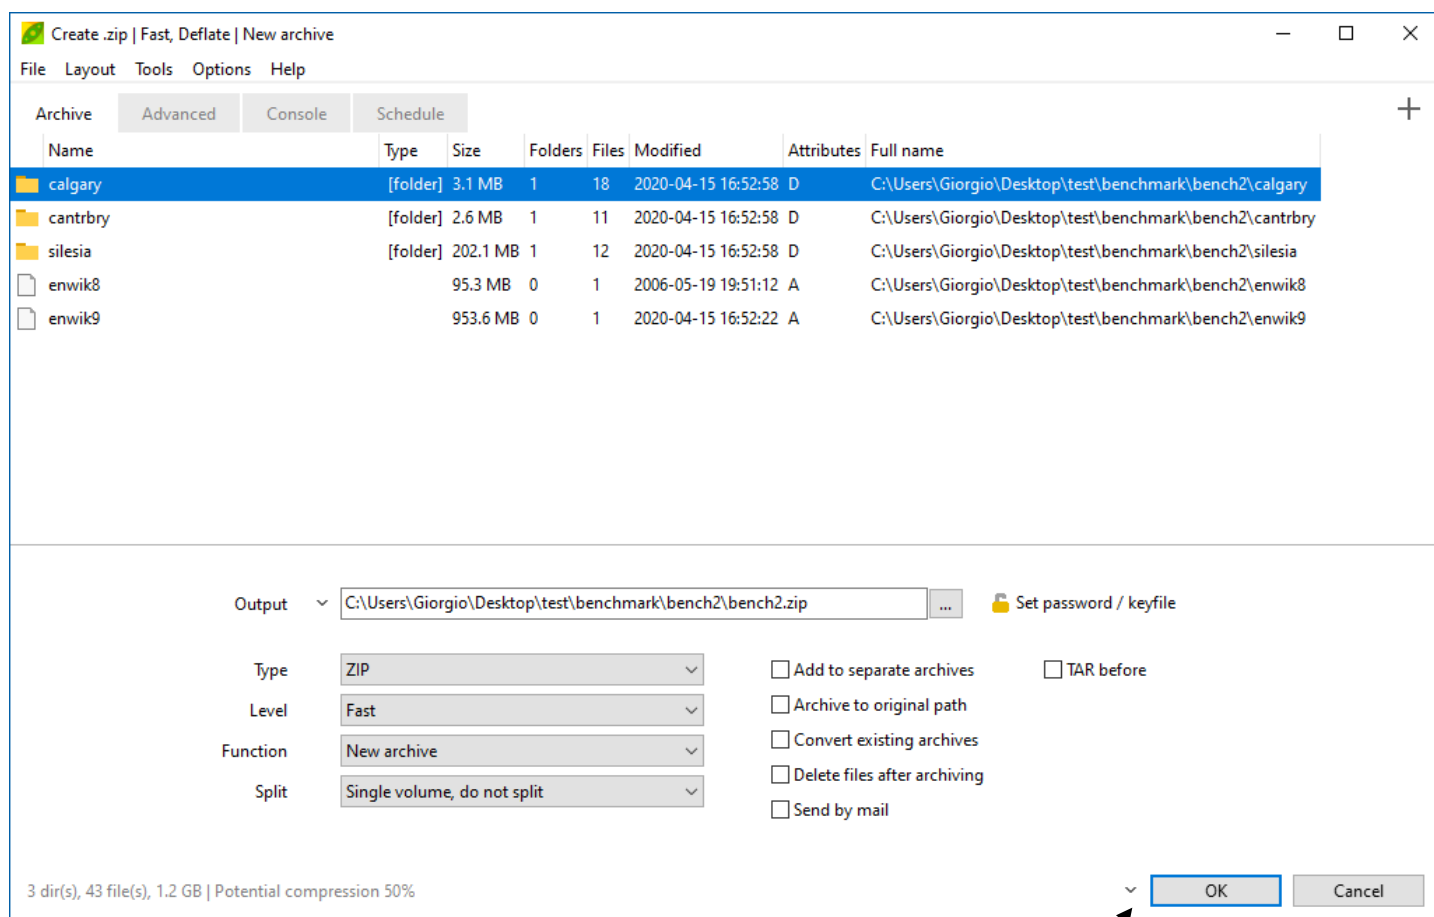 Create .zip | Fast, Deflate | New archive
File Layout Tools Options Help
Archive Advanced Console Schedule
Name Type Size Folders Files Modified Attributes Full name
calgary [folder] 3.1 MB 1 18 2020-04-15 16:52:58 D C:\Users\Giorgio\Desktop\test\benchmark\bench2\calgary
cantrbry [folder] 2.6 MB 1 11 2020-04-15 16:52:58 D C:\Users\Giorgio\Desktop\test\benchmark\bench2\cantrbry
silesia [folder] 202.1 MB 1 12 2020-04-15 16:52:58 D C:\Users\Giorgio\Desktop\test\benchmark\bench2\silesia
enwik8 95.3 MB 0 1 2006-05-19 19:51:12 A C:\Users\Giorgio\Desktop\test\benchmark\bench2\enwik8
enwik9 953.6 MB 0 1 2020-04-15 16:52:22 A C:\Users\Giorgio\Desktop\test\benchmark\bench2\enwik9
Output C:\Users\Giorgio\Desktop\test\benchmark\bench2\bench2.zip ... Set password / keyfile
Type ZIP Add to separate archives TAR before
Level Fast Archive to original path
Function New archive Convert existing archives
Split Single volume, do not split Delete files after archiving
Send by mail
3 dir(s), 43 file(s), 1.2 GB | Potential compression 50% OK Cancel